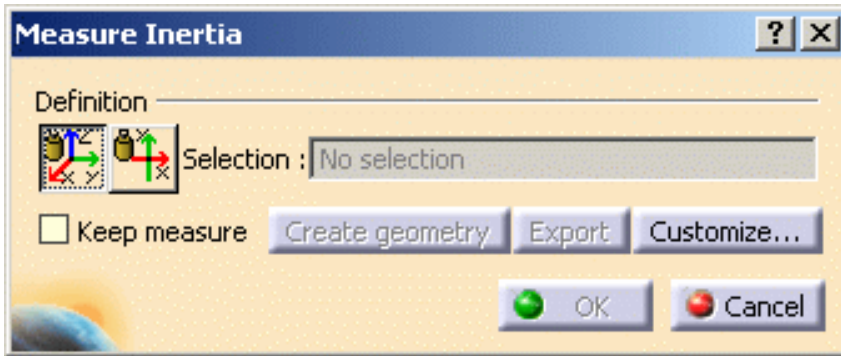 Measure Inertia ? X
Definition
Z X Y Y X Selection : No selection
Keep measure Create geometry Export Customize...
OK Cancel